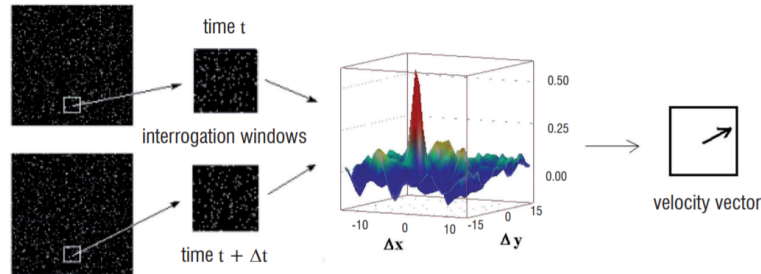 time t
interrogation windows
time t + Δt
0.50
0.25
0.00
-10 0 10 -15 0 15
Δx Δy
velocity vector